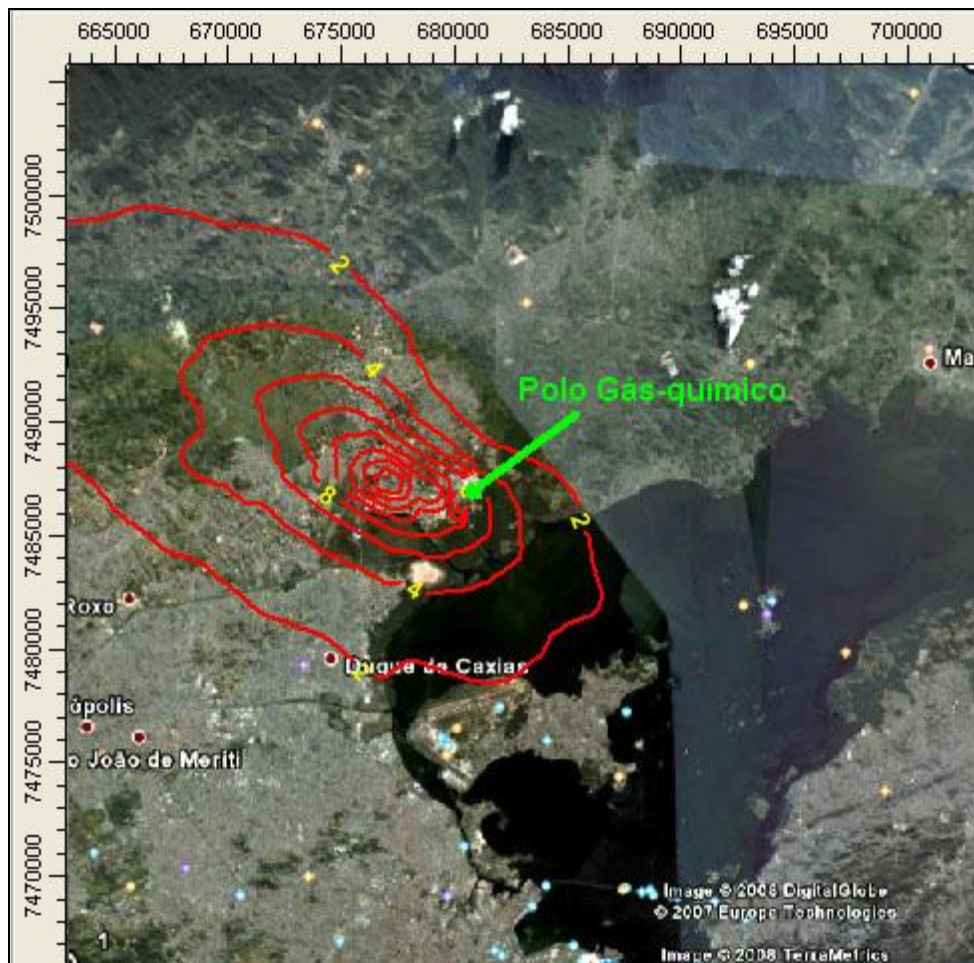 665000 670000 675000 680000 685000 690000 695000 700000
7500000
7495000
7490000
7485000
7480000
7475000
7470000
2
4
Ma
Polo Gás-químico
8
2
4
Roxo
Duque de Caxias
ópolis
o João de Meriti
Image © 2008 DigitalGlobe
© 2007 Europa Technologies
1
Image © 2008 TerraMetrics